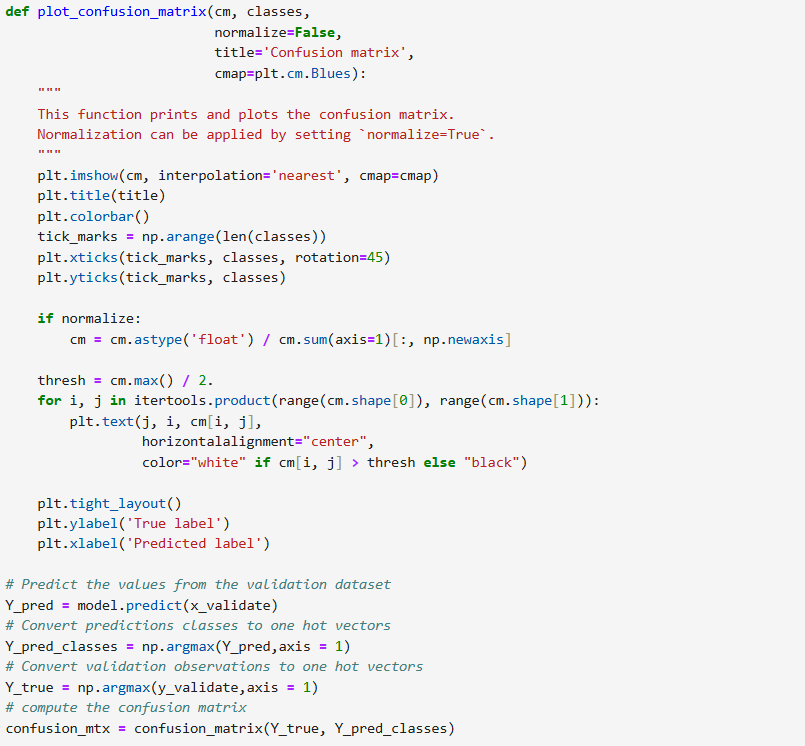 def plot_confusion_matrix(cm, classes,
                          normalize=False,
                          title='Confusion matrix',
                          cmap=plt.cm.Blues):
    """
    This function prints and plots the confusion matrix.
    Normalization can be applied by setting `normalize=True`.
    """
    plt.imshow(cm, interpolation='nearest', cmap=cmap)
    plt.title(title)
    plt.colorbar()
    tick_marks = np.arange(len(classes))
    plt.xticks(tick_marks, classes, rotation=45)
    plt.yticks(tick_marks, classes)

    if normalize:
        cm = cm.astype('float') / cm.sum(axis=1)[:, np.newaxis]

    thresh = cm.max() / 2.
    for i, j in itertools.product(range(cm.shape[0]), range(cm.shape[1])):
        plt.text(j, i, cm[i, j],
                 horizontalalignment="center",
                 color="white" if cm[i, j] > thresh else "black")

    plt.tight_layout()
    plt.ylabel('True label')
    plt.xlabel('Predicted label')

# Predict the values from the validation dataset
Y_pred = model.predict(x_validate)
# Convert predictions classes to one hot vectors
Y_pred_classes = np.argmax(Y_pred,axis = 1)
# Convert validation observations to one hot vectors
Y_true = np.argmax(y_validate,axis = 1)
# compute the confusion matrix
confusion_mtx = confusion_matrix(Y_true, Y_pred_classes)